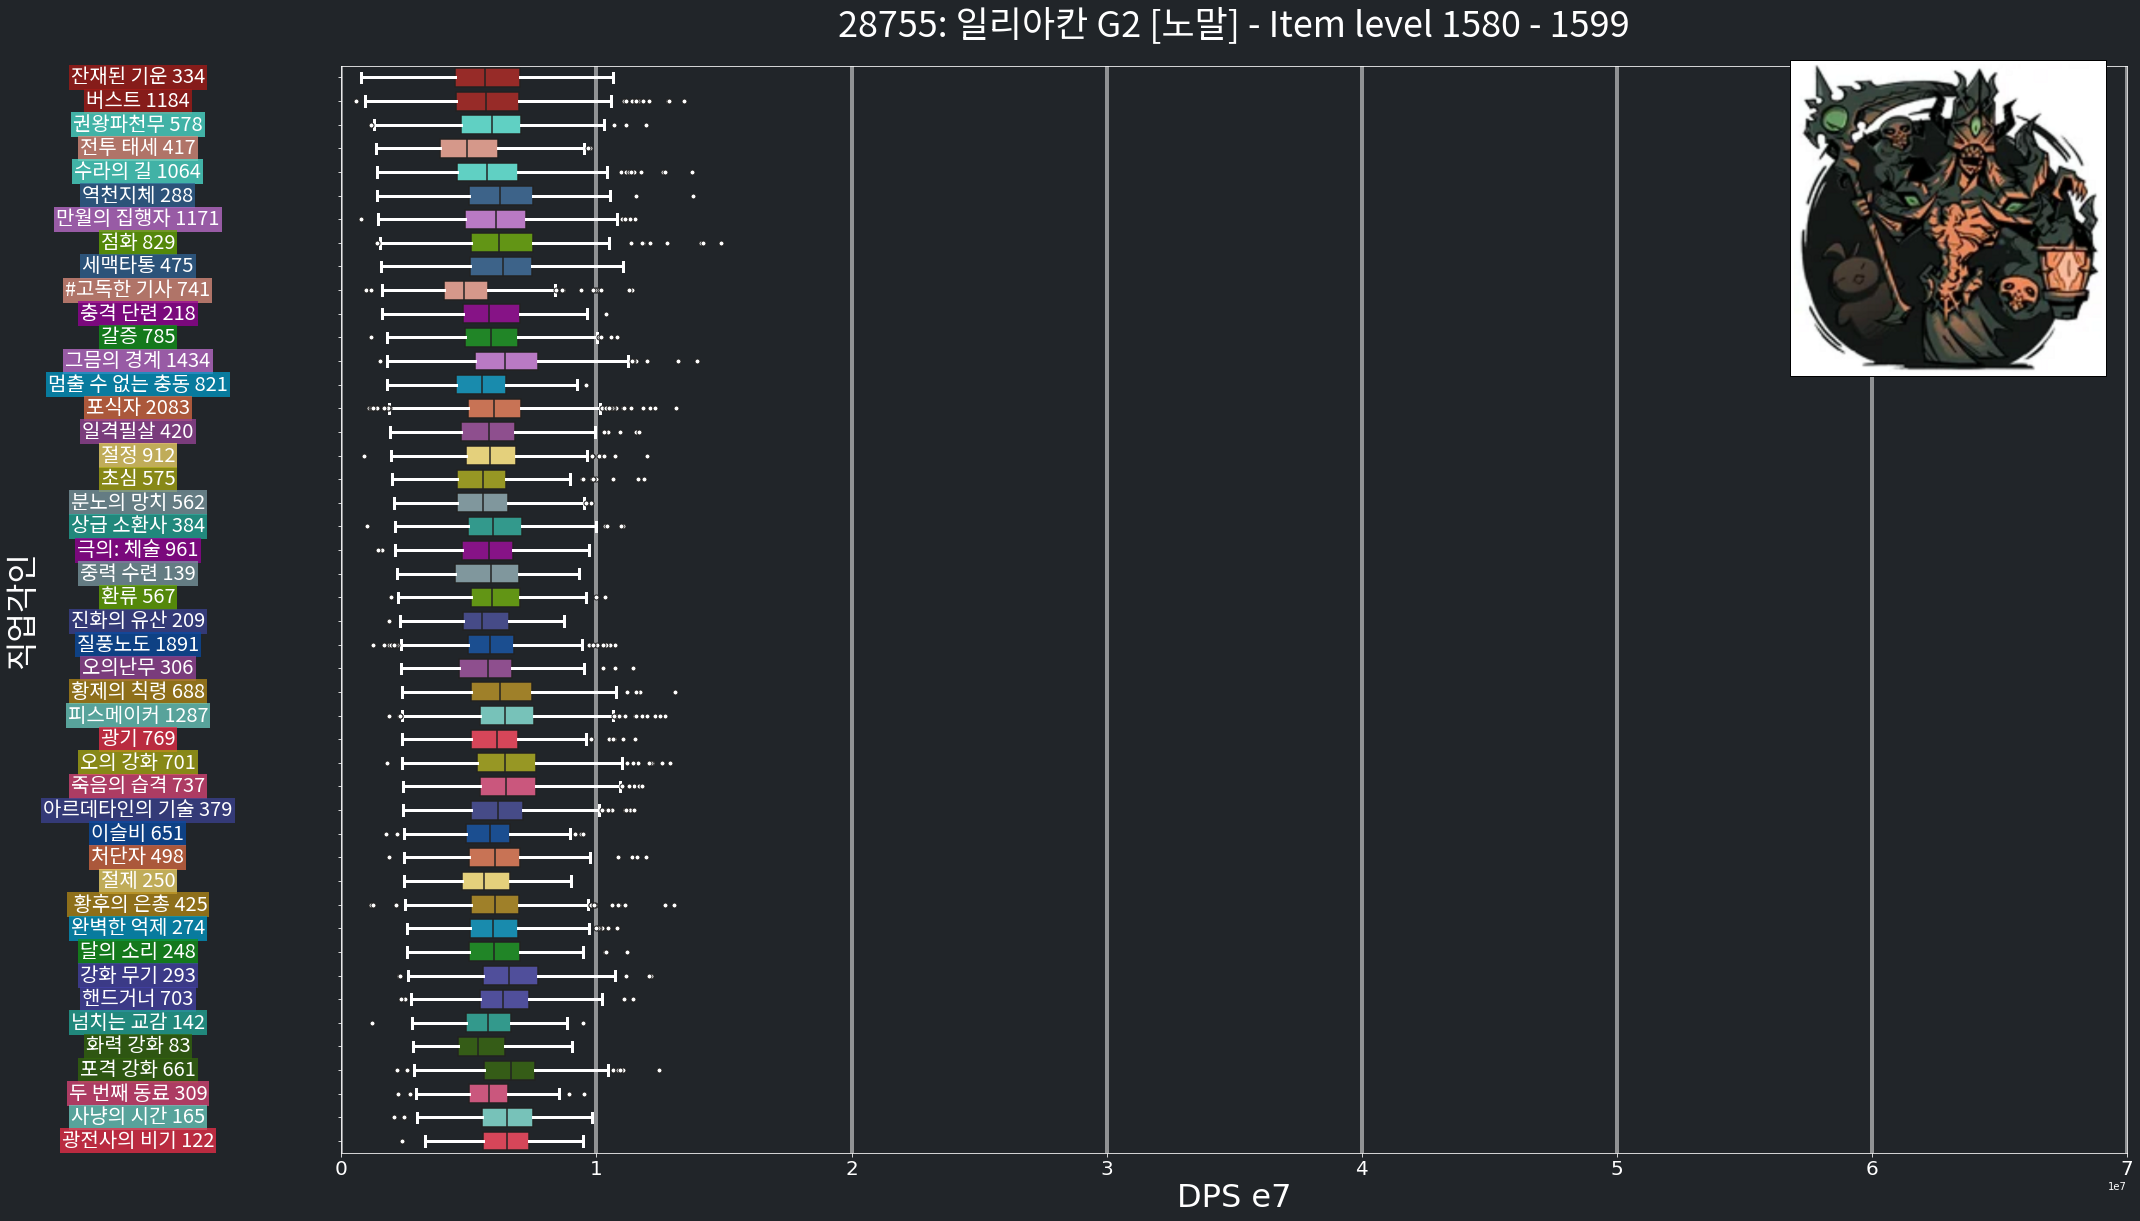 28755: 일리아칸 G2 [노말] - Item level 1580 - 1599
직업각인
잔재된 기운 334
버스트 1184
권왕파천무 578
전투 태세 417
수라의 길 1064
역천지체 288
만월의 집행자 1171
점화 829
세맥타통 475
#고독한 기사 741
충격 단련 218
갈증 785
그믐의 경계 1434
멈출 수 없는 충동 821
포식자 2083
일격필살 420
절정 912
초심 575
분노의 망치 562
상급 소환사 384
극의: 체술 961
중력 수련 139
환류 567
진화의 유산 209
질풍노도 1891
오의난무 306
황제의 칙령 688
피스메이커 1287
광기 769
오의 강화 701
죽음의 습격 737
아르데타인의 기술 379
이슬비 651
처단자 498
절제 250
황후의 은총 425
완벽한 억제 274
달의 소리 248
강화 무기 293
핸드거너 703
넘치는 교감 142
화력 강화 83
포격 강화 661
두 번째 동료 309
사냥의 시간 165
광전사의 비기 122
0 1 2 3 4 5 6 7
DPS e7
1e7